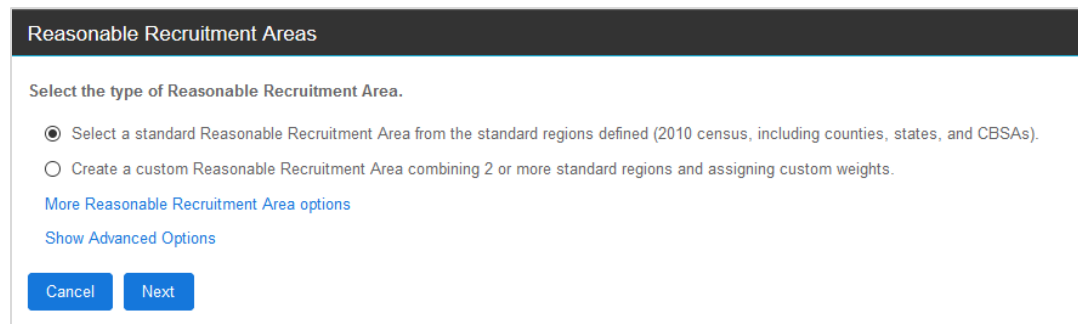 Reasonable Recruitment Areas
Select the type of Reasonable Recruitment Area.
Select a standard Reasonable Recruitment Area from the standard regions defined (2010 census, including counties, states, and CBSAs).
Create a custom Reasonable Recruitment Area combining 2 or more standard regions and assigning custom weights.
More Reasonable Recruitment Area options
Show Advanced Options
Cancel Next